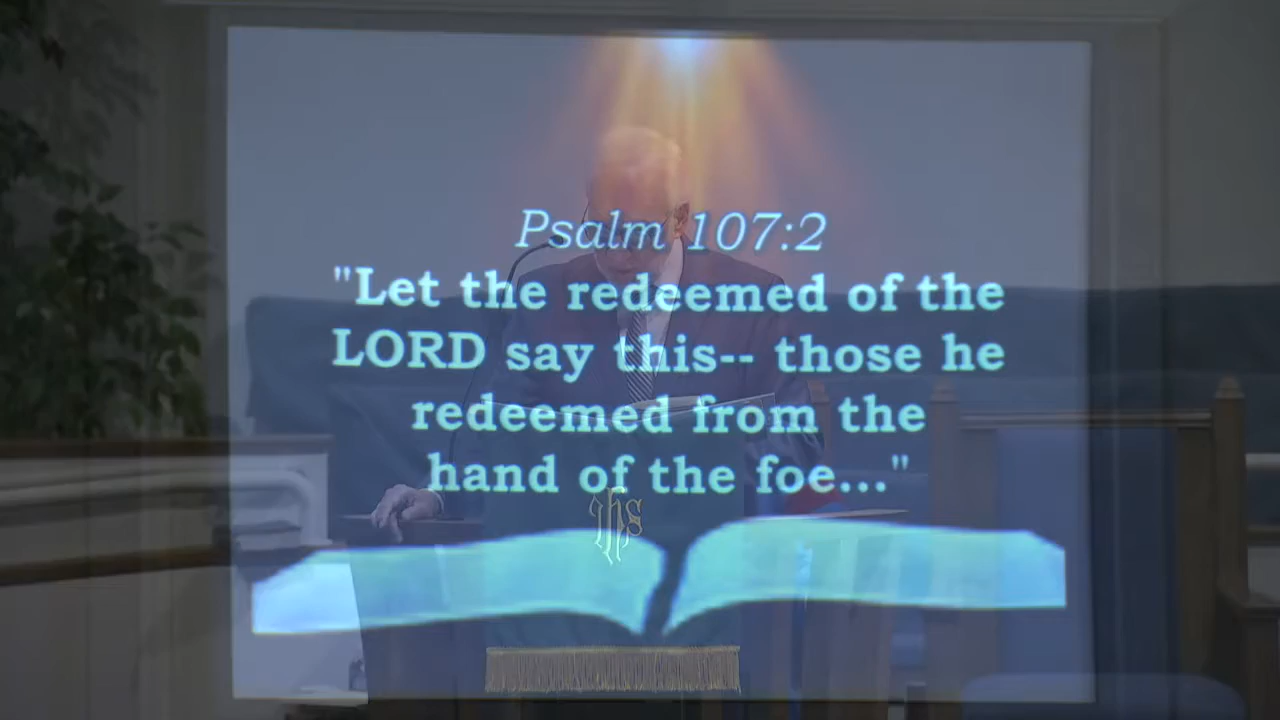 Psalm 107:2
"Let the redeemed of the
LORD say this-- those he
redeemed from the
hand of the foe..."
IHS